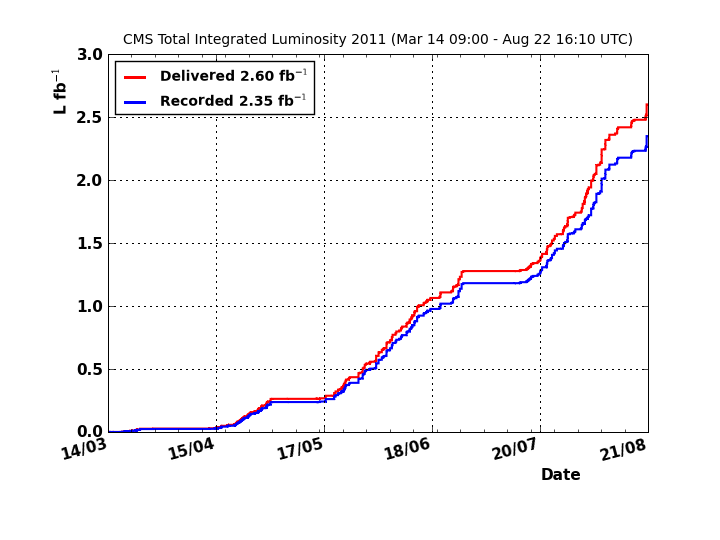 CMS Total Integrated Luminosity 2011 (Mar 14 09:00 - Aug 22 16:10 UTC)
L fb⁻¹
Delivered 2.60 fb⁻¹
Recorded 2.35 fb⁻¹
3.0
2.5
2.0
1.5
1.0
0.5
0.0
14/03 15/04 17/05 18/06 20/07 21/08
Date